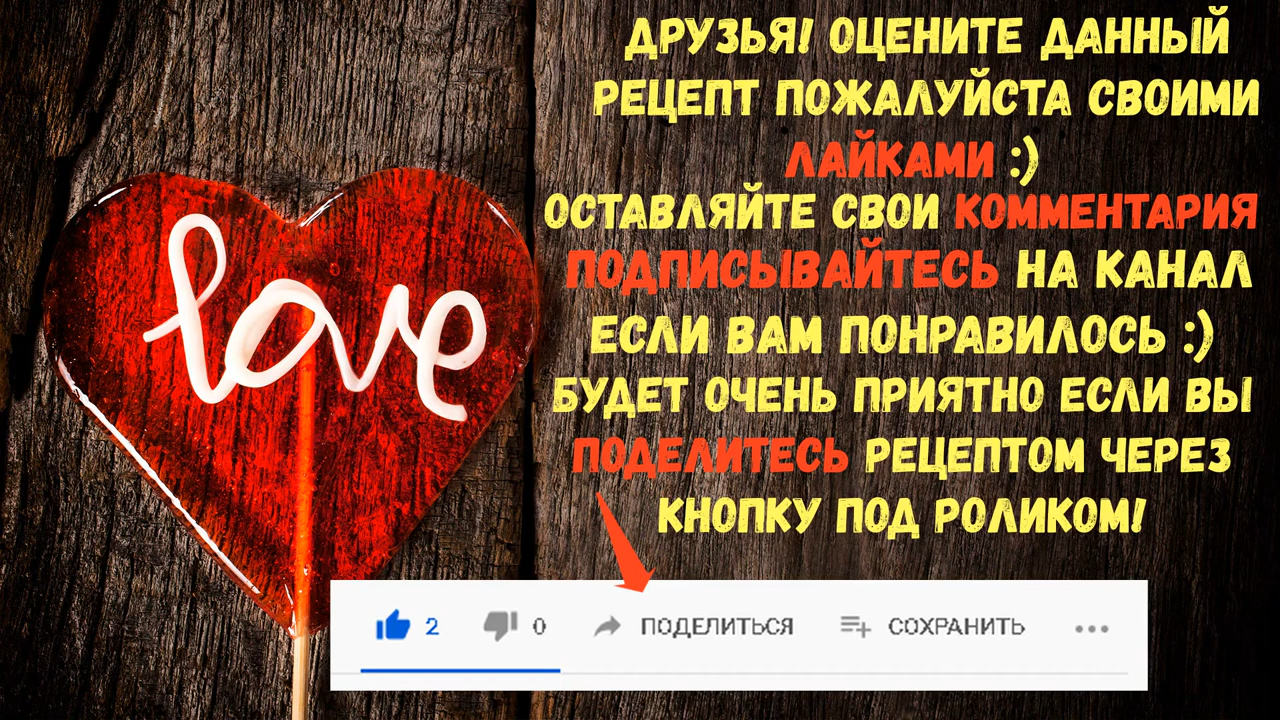 ДРУЗЬЯ! ОЦЕНИТЕ ДАННЫЙ
РЕЦЕПТ ПОЖАЛУЙСТА СВОИМИ
ЛАЙКАМИ :)
ОСТАВЛЯЙТЕ СВОИ КОММЕНТАРИЯ
ПОДПИСЫВАЙТЕСЬ НА КАНАЛ
ЕСЛИ ВАМ ПОНРАВИЛОСЬ :)
БУДЕТ ОЧЕНЬ ПРИЯТНО ЕСЛИ ВЫ
ПОДЕЛИТЕСЬ РЕЦЕПТОМ ЧЕРЕЗ
КНОПКУ ПОД РОЛИКОМ!
love
2 0 ПОДЕЛИТЬСЯ СОХРАНИТЬ